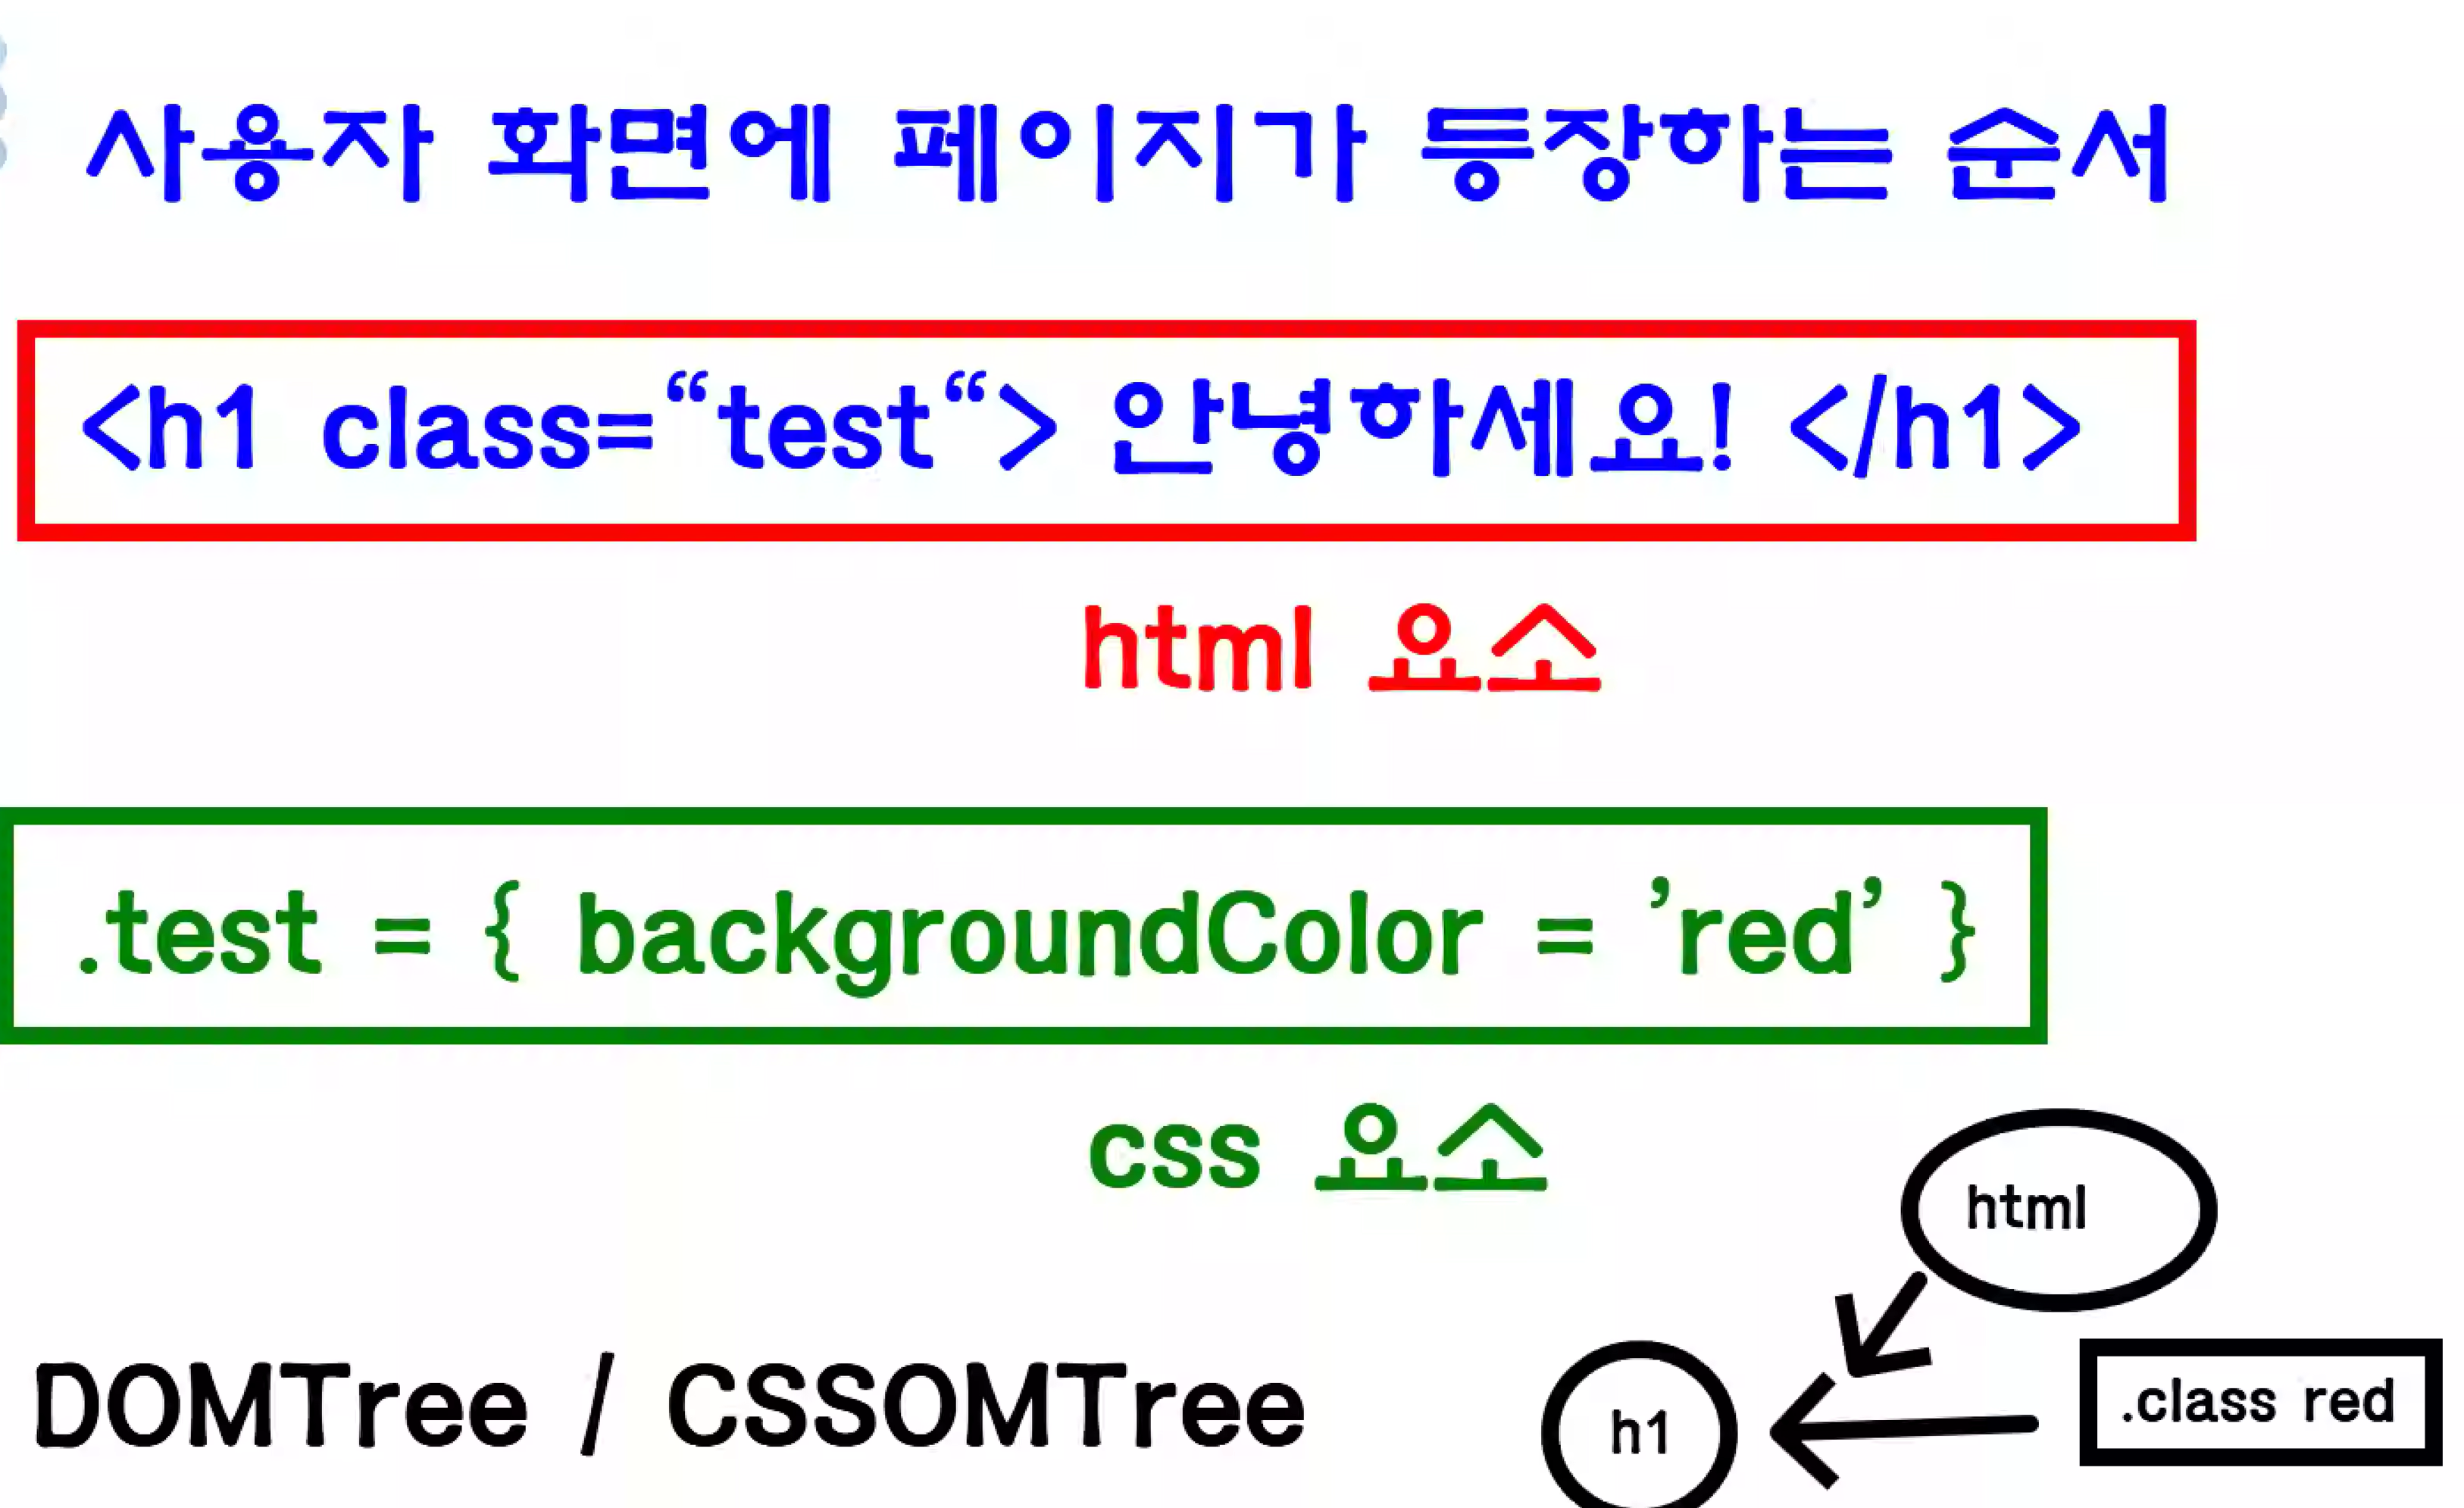 사용자 화면에 페이지가 등장하는 순서
<h1 class=“test“> 안녕하세요! </h1>
html 요소
.test = { backgroundColor = ’red’ }
css 요소
html
DOMTree / CSSOMTree
h1
.class red